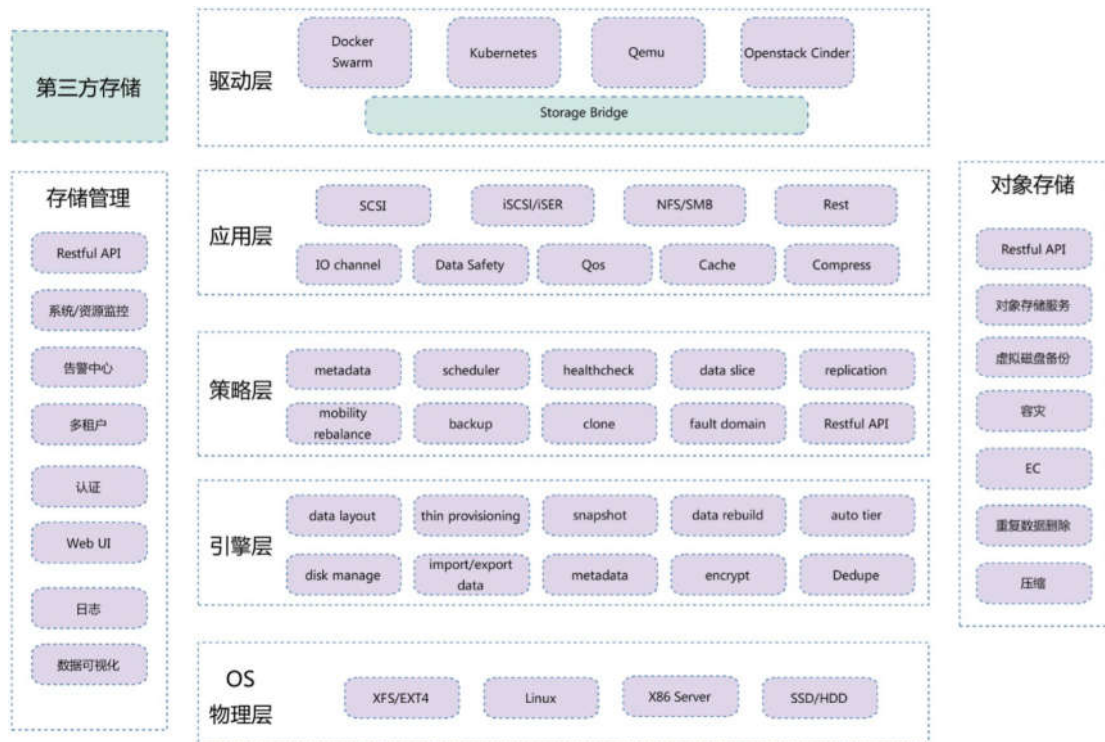 第三方存储
驱动层
Docker
Swarm
Kubernetes
Qemu
Openstack Cinder
Storage Bridge
存储管理
Restful API
系统/资源监控
告警中心
多租户
认证
Web UI
日志
数据可视化
应用层
SCSI
iSCSI/iSER
NFS/SMB
Rest
IO channel
Data Safety
Qos
Cache
Compress
策略层
metadata
scheduler
healthcheck
data slice
replication
mobility
rebalance
backup
clone
fault domain
Restful API
引擎层
data layout
thin provisioning
snapshot
data rebuild
auto tier
disk manage
import/export
data
metadata
encrypt
Dedupe
OS
物理层
XFS/EXT4
Linux
X86 Server
SSD/HDD
对象存储
Restful API
对象存储服务
虚拟磁盘备份
容灾
EC
重复数据删除
压缩